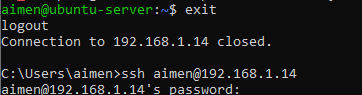 aimen@ubuntu-server:~$ exit
logout
Connection to 192.168.1.14 closed.
C:\Users\aimen>ssh aimen@192.168.1.14
aimen@192.168.1.14's password: